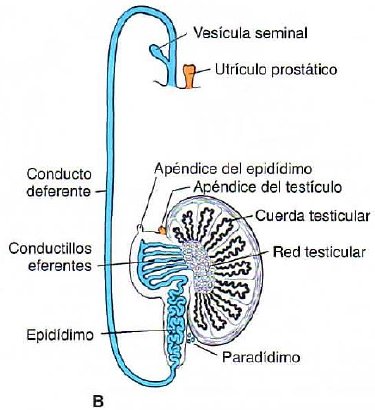 Vesícula seminal
Utrículo prostático
Conducto
deferente
Apéndice del epidídimo
Apéndice del testículo
Cuerda testicular
Conductillos
eferentes
Red testicular
Epidídimo
Paradídimo
B